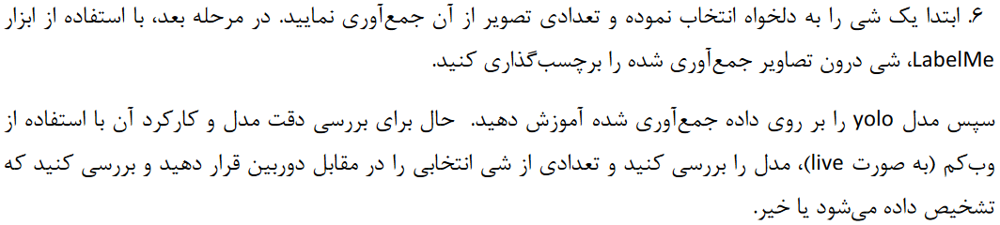 ۶. ابتدا یک شی را به دلخواه انتخاب نموده و تعدادی تصویر از آن جمع‌آوری نمایید. در مرحله بعد، با استفاده از ابزار
LabelMe، شی درون تصاویر جمع‌آوری شده را برچسب‌گذاری کنید.
سپس مدل yolo را بر روی داده جمع‌آوری شده آموزش دهید. حال برای بررسی دقت مدل و کارکرد آن با استفاده از
وب‌کم (به صورت live)، مدل را بررسی کنید و تعدادی از شی انتخابی را در مقابل دوربین قرار دهید و بررسی کنید که
تشخیص داده می‌شود یا خیر.